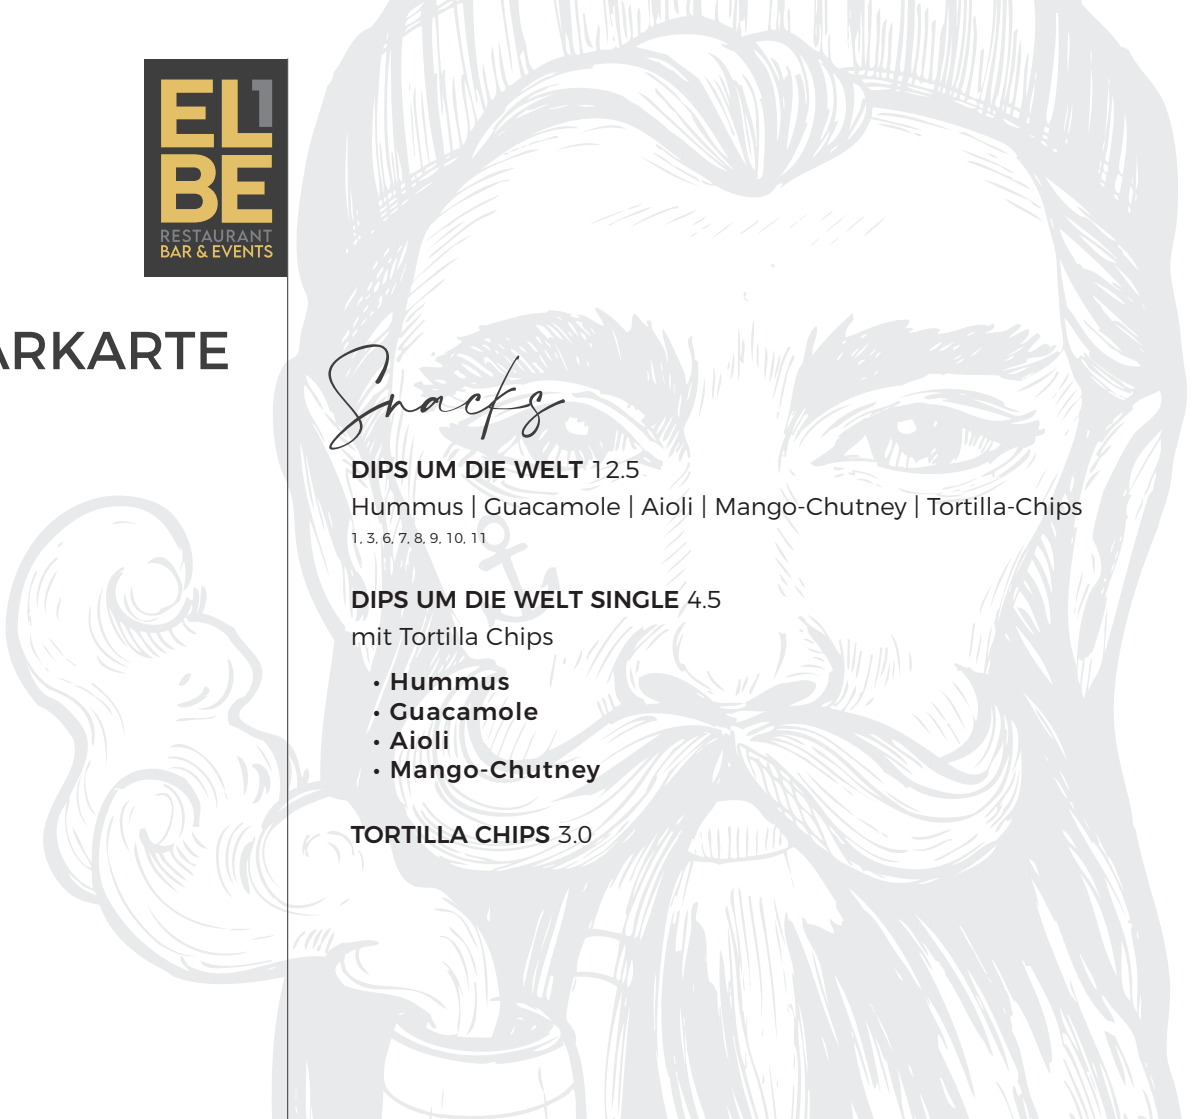 EL1
BE
RESTAURANT
BAR & EVENTS
ARKARTE
Snacks
DIPS UM DIE WELT 12.5
Hummus | Guacamole | Aioli | Mango-Chutney | Tortilla-Chips
1, 3, 6, 7, 8, 9, 10, 11
DIPS UM DIE WELT SINGLE 4.5
mit Tortilla Chips
• Hummus
• Guacamole
• Aioli
• Mango-Chutney
TORTILLA CHIPS 3.0